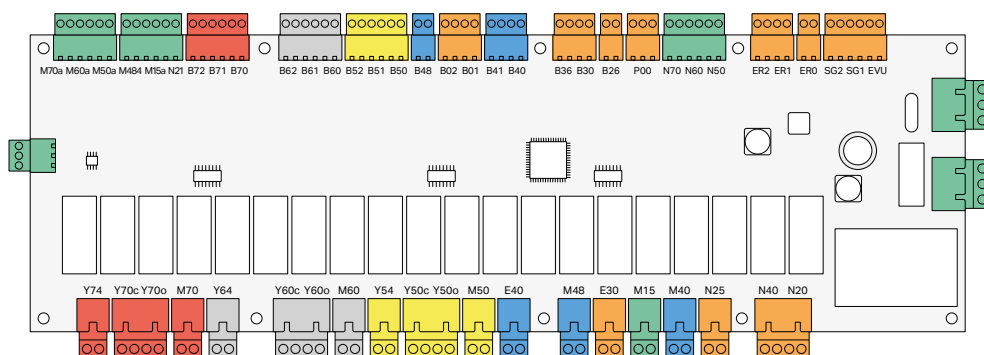 M70a M60a M50a M484 M15a N21 B72 B71 B70 B62 B61 B60 B52 B51 B50 B48 B02 B01 B41 B40 B36 B30 B26 P00 N70 N60 N50 ER2 ER1 ER0 SG2 SG1 EVU
Y74 Y70c Y70o M70 Y64 Y60c Y60o M60 Y54 Y50c Y50o M50 E40 M48 E30 M15 M40 N25 N40 N20